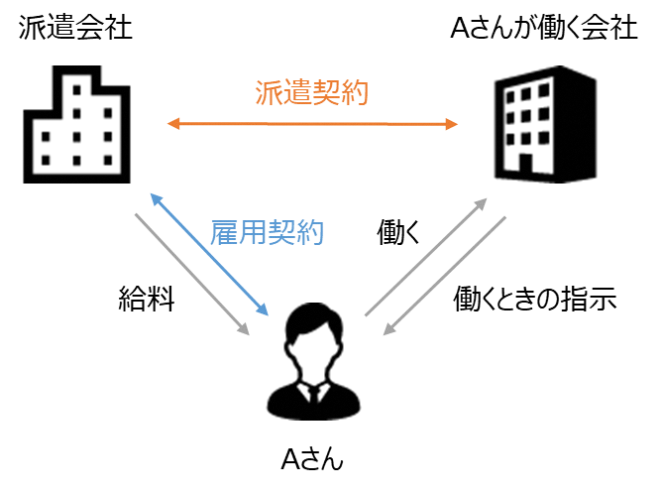 派遣会社
Aさんが働く会社
派遣契約
雇用契約
働く
給料
働くときの指示
Aさん